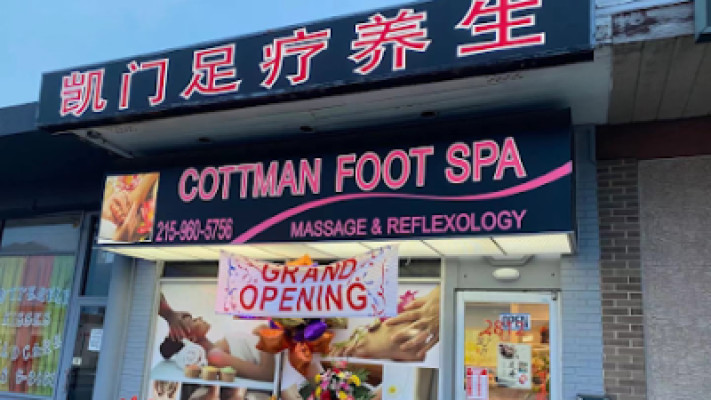 凯门足疗养生
COTTMAN FOOT SPA
215-960-5756
MASSAGE & REFLEXOLOGY
GRAND
OPENING
OPEN